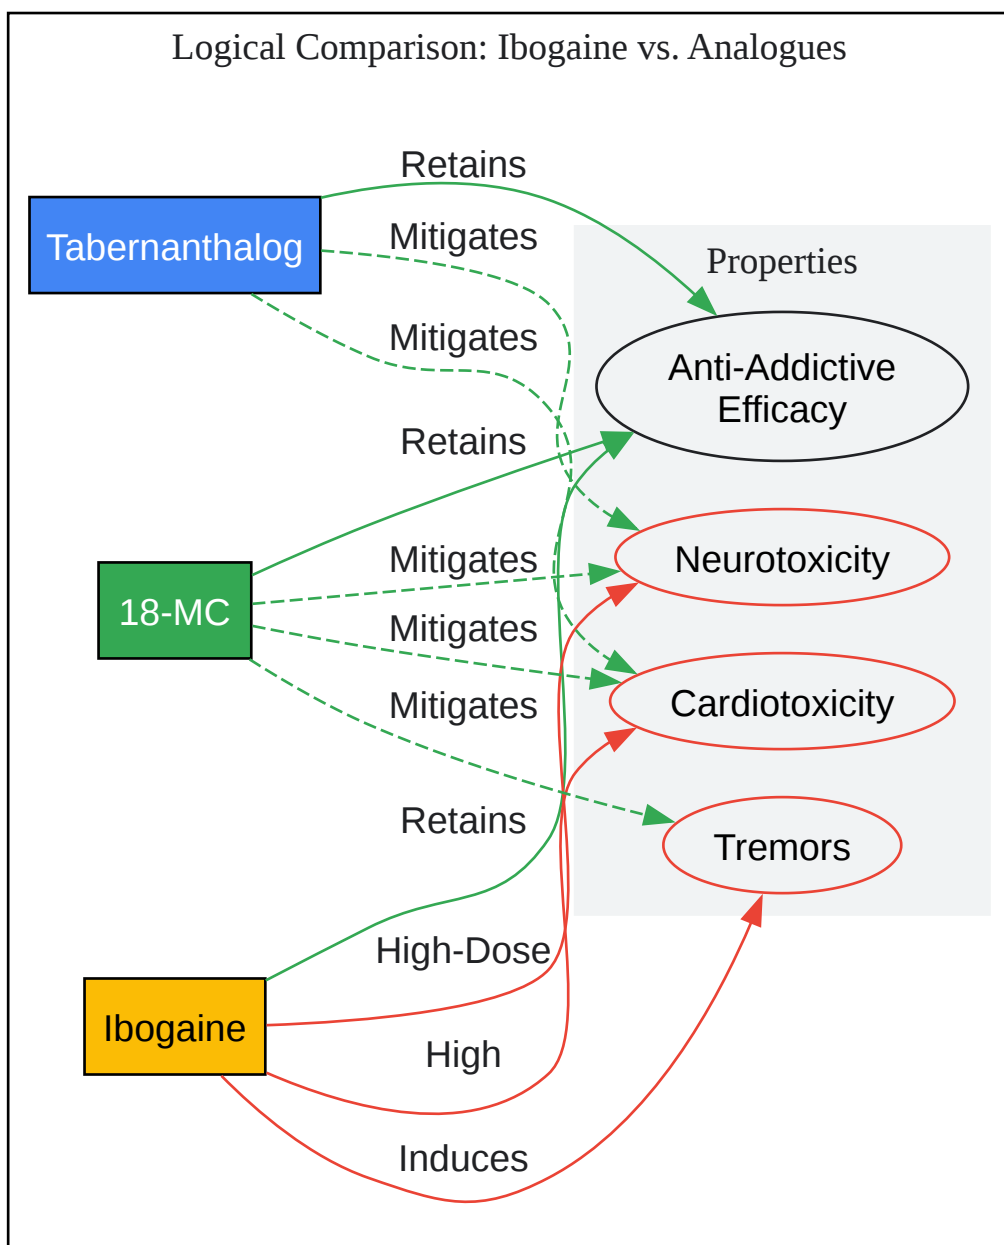 Logical Comparison: Ibogaine vs. Analogues
Retains
Tabernanthalog
Mitigates
Properties
Mitigates
Anti-Addictive
Efficacy
Retains
Mitigates
Neurotoxicity
18-MC
Mitigates
Mitigates
Cardiotoxicity
Retains
Tremors
High-Dose
Ibogaine
High
Induces